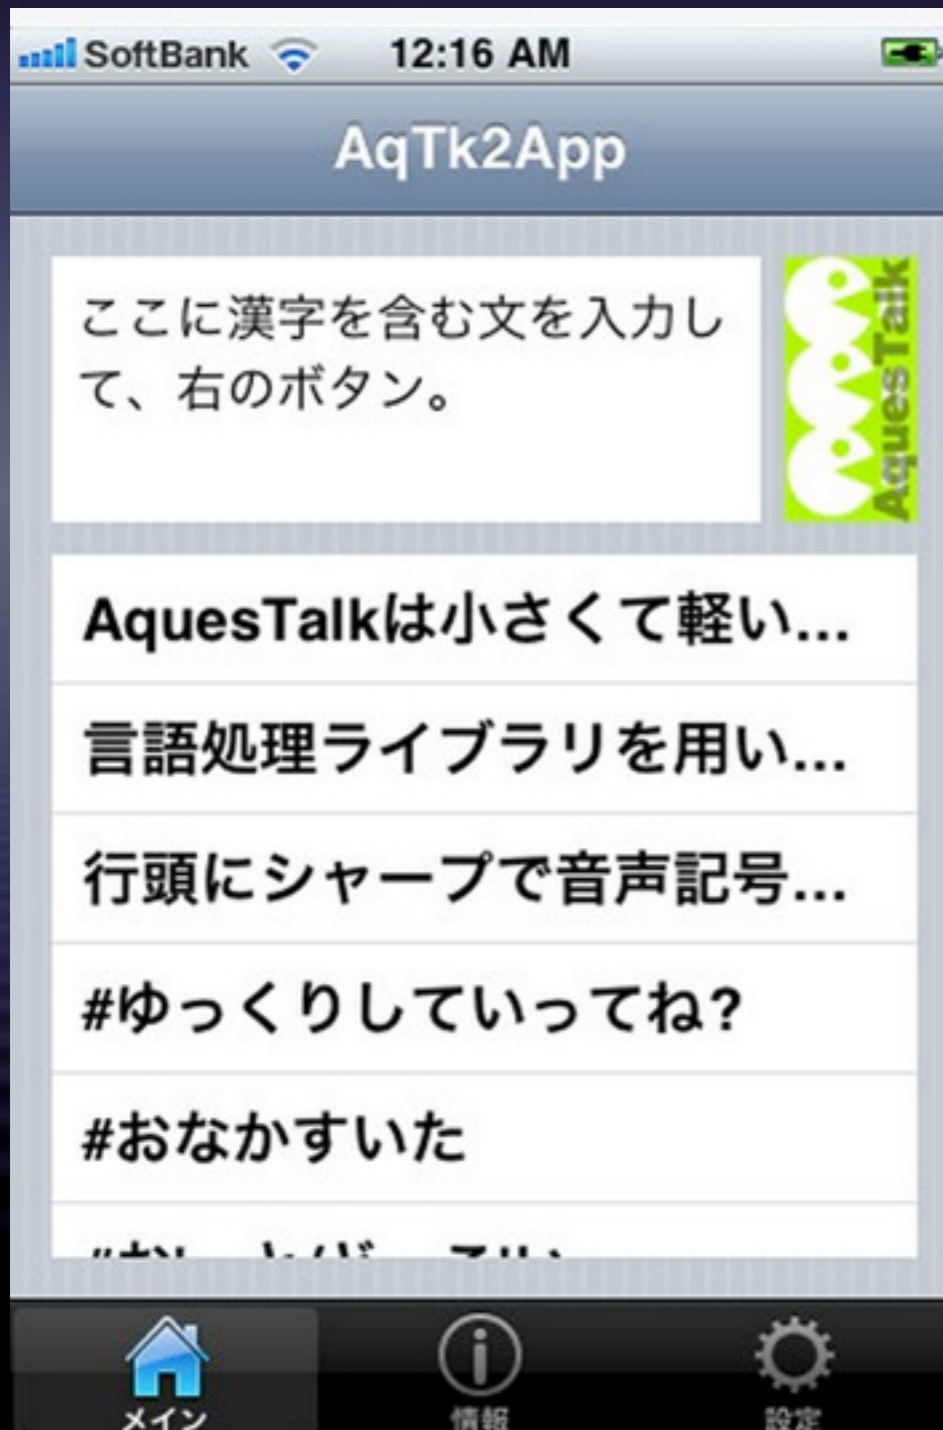 SoftBank 12:16 AM
AqTk2App
ここに漢字を含む文を入力し
て、右のボタン。
AquesTalk
AquesTalkは小さくて軽い...
言語処理ライブラリを用い...
行頭にシャープで音声記号...
#ゆっくりしていってね?
#おなかすいた
メイン 情報 設定